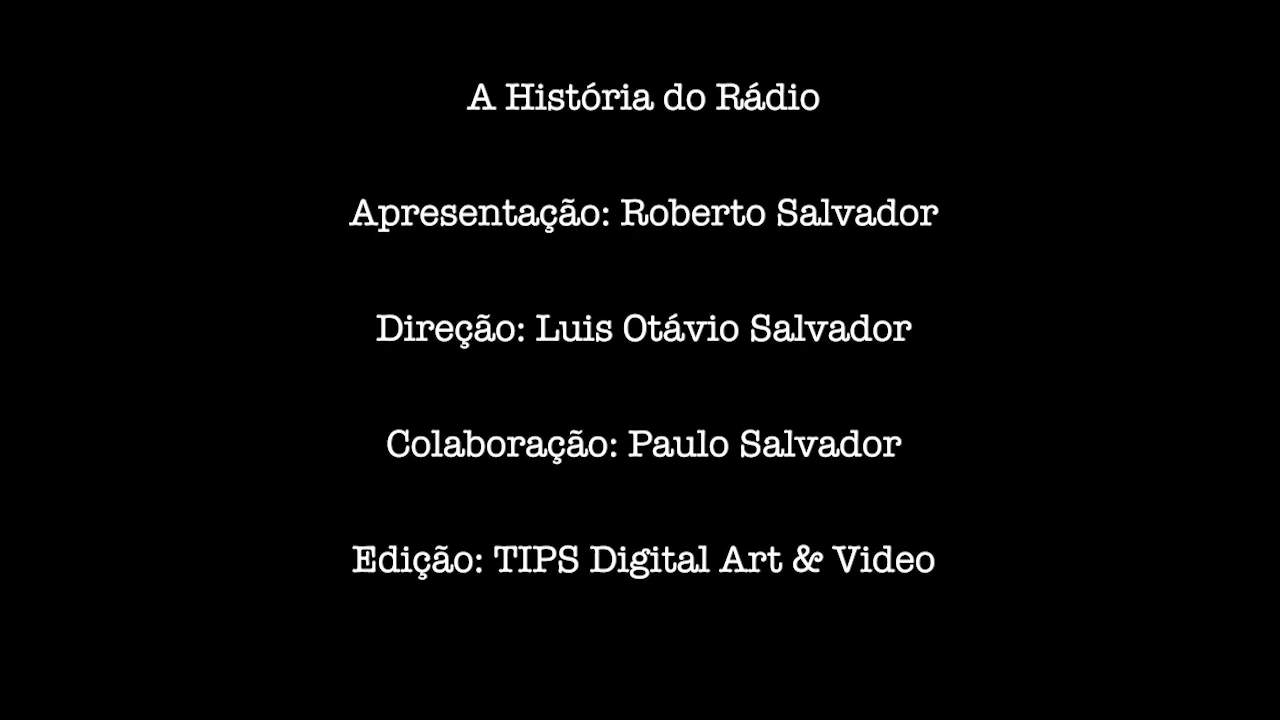 A História do Rádio
Apresentação: Roberto Salvador
Direção: Luis Otávio Salvador
Colaboração: Paulo Salvador
Edição: TIPS Digital Art & Video